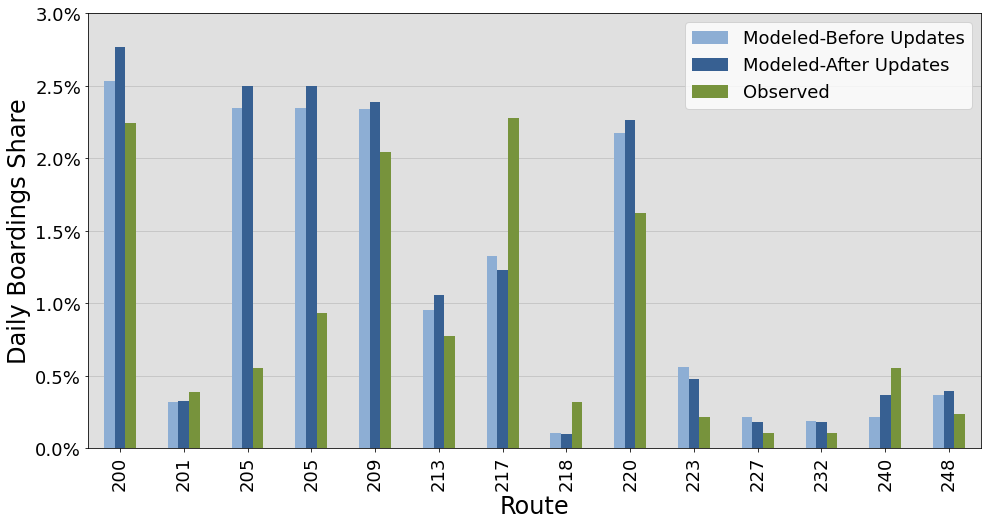 3.0%
2.5%
2.0%
1.5%
1.0%
0.5%
0.0%
Daily Boardings Share
Modeled-Before Updates
Modeled-After Updates
Observed
200 201 205 205 209 213 217 218 220 223 227 232 240 248
Route